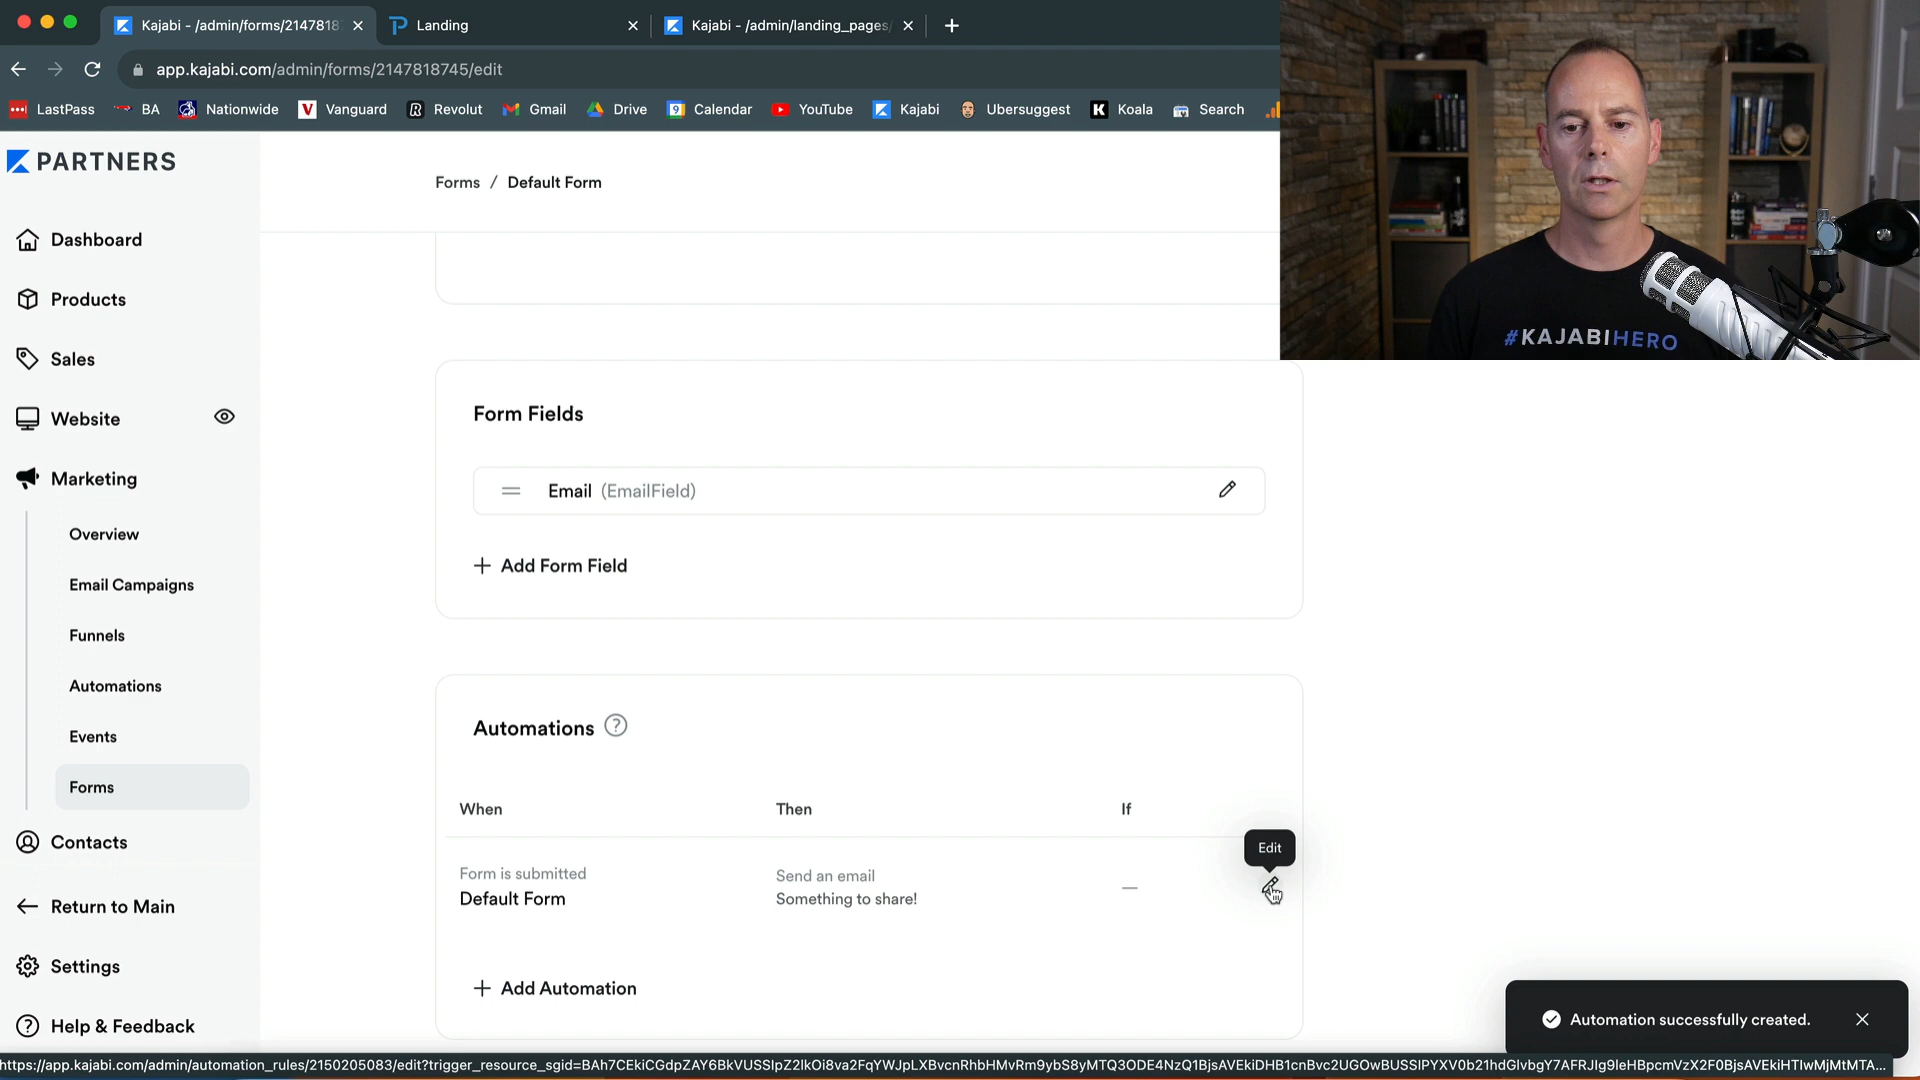 Kajabi - /admin/forms/2147818
Landing
Kajabi - /admin/landing_pages/
app.kajabi.com/admin/forms/2147818745/edit
LastPass BA Nationwide Vanguard Revolut Gmail Drive Calendar YouTube Kajabi Ubersuggest Koala Search
PARTNERS
Forms / Default Form
Dashboard
Products
Sales
Website
Marketing
Overview
Email Campaigns
Funnels
Automations
Events
Forms
Contacts
Return to Main
Settings
Help & Feedback
Form Fields
Email (EmailField)
Add Form Field
Automations ?
When Then If
Edit
Form is submitted
Default Form
Send an email
Something to share!
—
Add Automation
Automation successfully created.
#KAJABIHERO